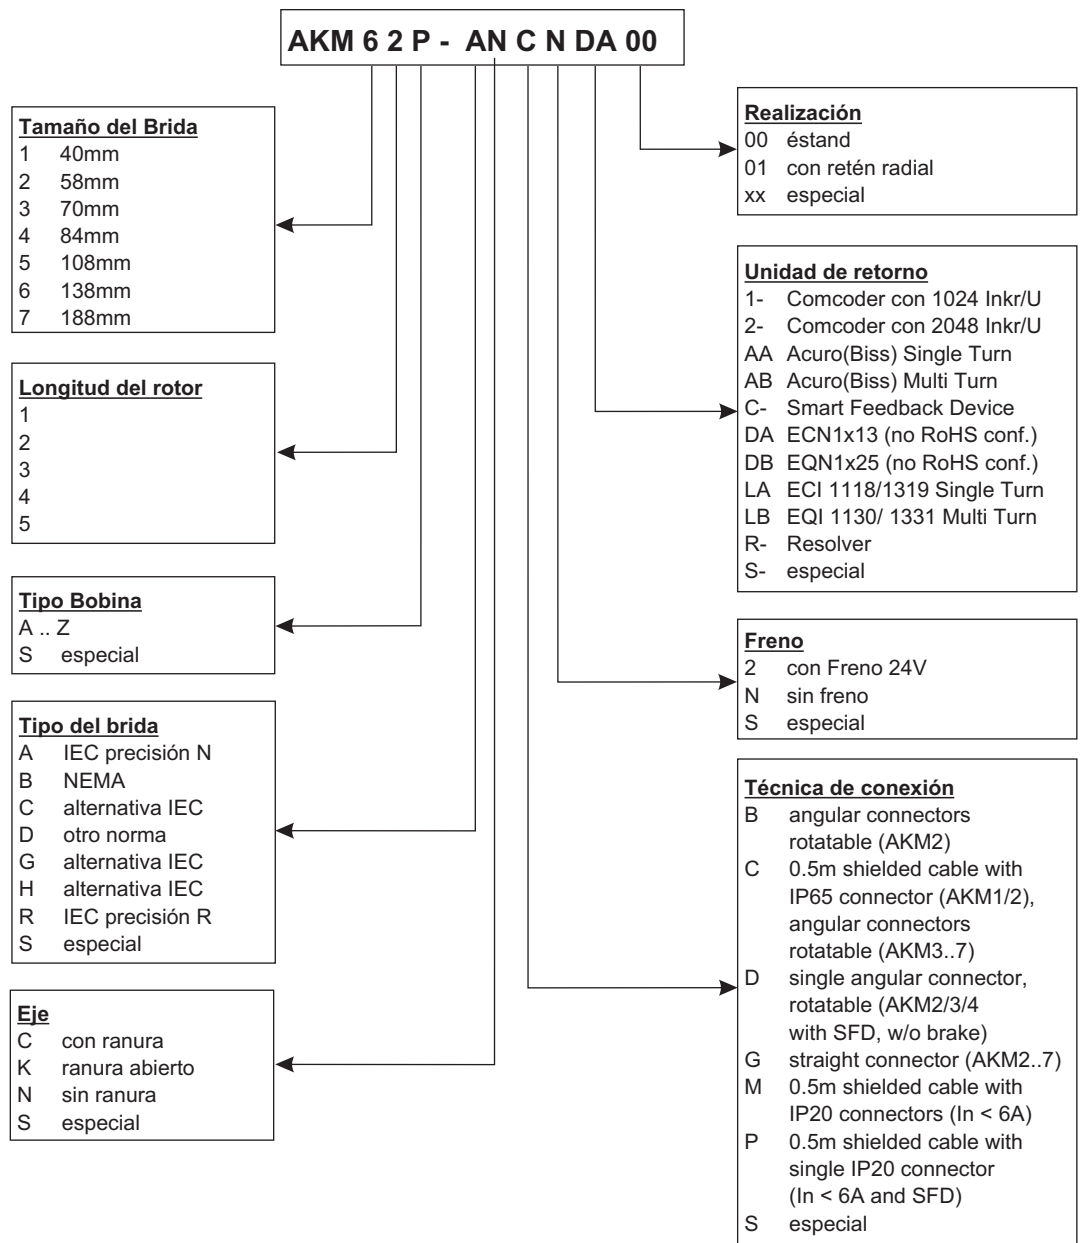 AKM 6 2 P - AN C N DA 00
Tamaño del Brida
1 40mm
2 58mm
3 70mm
4 84mm
5 108mm
6 138mm
7 188mm
Longitud del rotor
1
2
3
4
5
Tipo Bobina
A .. Z
S especial
Tipo del brida
A IEC precisión N
B NEMA
C alternativa IEC
D otro norma
G alternativa IEC
H alternativa IEC
R IEC precisión R
S especial
Eje
C con ranura
K ranura abierto
N sin ranura
S especial
Realización
00 éstand
01 con retén radial
xx especial
Unidad de retorno
1- Comcoder con 1024 Inkr/U
2- Comcoder con 2048 Inkr/U
AA Acuro(Biss) Single Turn
AB Acuro(Biss) Multi Turn
C- Smart Feedback Device
DA ECN1x13 (no RoHS conf.)
DB EQN1x25 (no RoHS conf.)
LA ECI 1118/1319 Single Turn
LB EQI 1130/ 1331 Multi Turn
R- Resolver
S- especial
Freno
2 con Freno 24V
N sin freno
S especial
Técnica de conexión
B angular connectors
rotatable (AKM2)
C 0.5m shielded cable with
IP65 connector (AKM1/2),
angular connectors
rotatable (AKM3..7)
D single angular connector,
rotatable (AKM2/3/4
with SFD, w/o brake)
G straight connector (AKM2..7)
M 0.5m shielded cable with
IP20 connectors (In < 6A)
P 0.5m shielded cable with
single IP20 connector
(In < 6A and SFD)
S especial